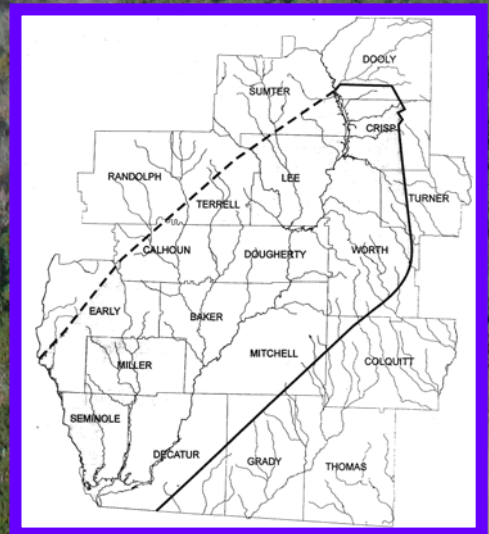 DOOLY
SUMTER
CRISP
RANDOLPH
LEE
TERRELL
TURNER
CALHOUN
DOUGHERTY
WORTH
EARLY
BAKER
MITCHELL
MILLER
COLQUITT
SEMINOLE
DECATUR
GRADY
THOMAS